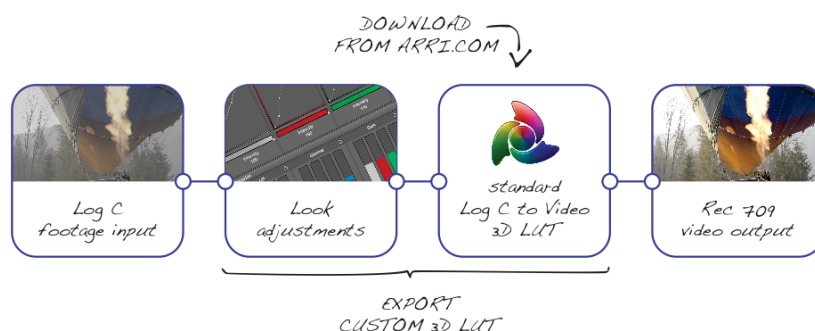 DOWNLOAD
FROM ARRI.COM
Log C
footage input
Look
adjustments
standard
Log C to Video
3D LUT
Rec 709
video output
EXPORT
CUSTOM 3D LUT